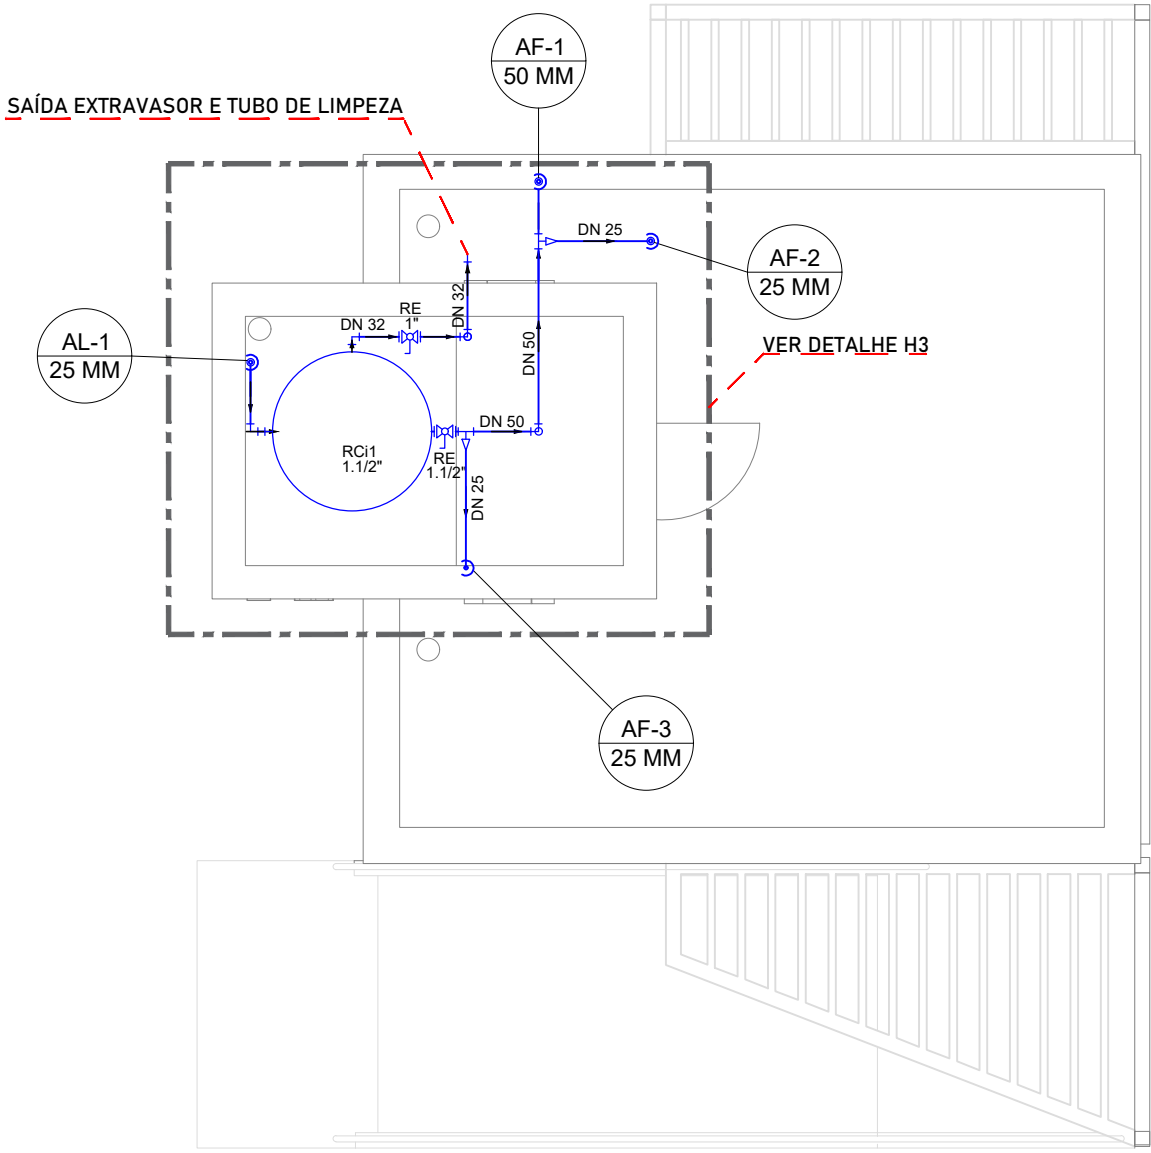 AF-1
50 MM
SAÍDA EXTRAVASOR E TUBO DE LIMPEZA
DN 25
AF-2
25 MM
AL-1
25 MM
DN 32
RE
1"
DN 32
DN 50
VER DETALHE H3
DN 50
RCi1
1.1/2"
RE
1.1/2"
DN 25
AF-3
25 MM